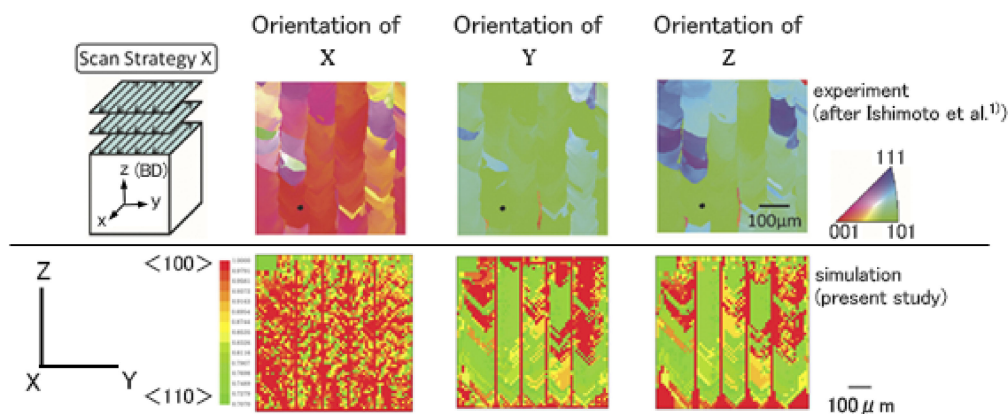 Orientation of
X
Orientation of
Y
Orientation of
Z
Scan Strategy X
z (BD)
y
x
experiment
(after Ishimoto et al.1))
111
001
101
100μm
Z
X
Y
<100>
<110>
simulation
(present study)
100 μ m